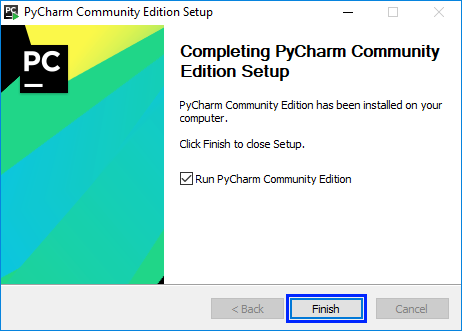 PyCharm Community Edition Setup
PC
Completing PyCharm Community
Edition Setup
PyCharm Community Edition has been installed on your
computer.
Click Finish to close Setup.
Run PyCharm Community Edition
< Back
Finish
Cancel